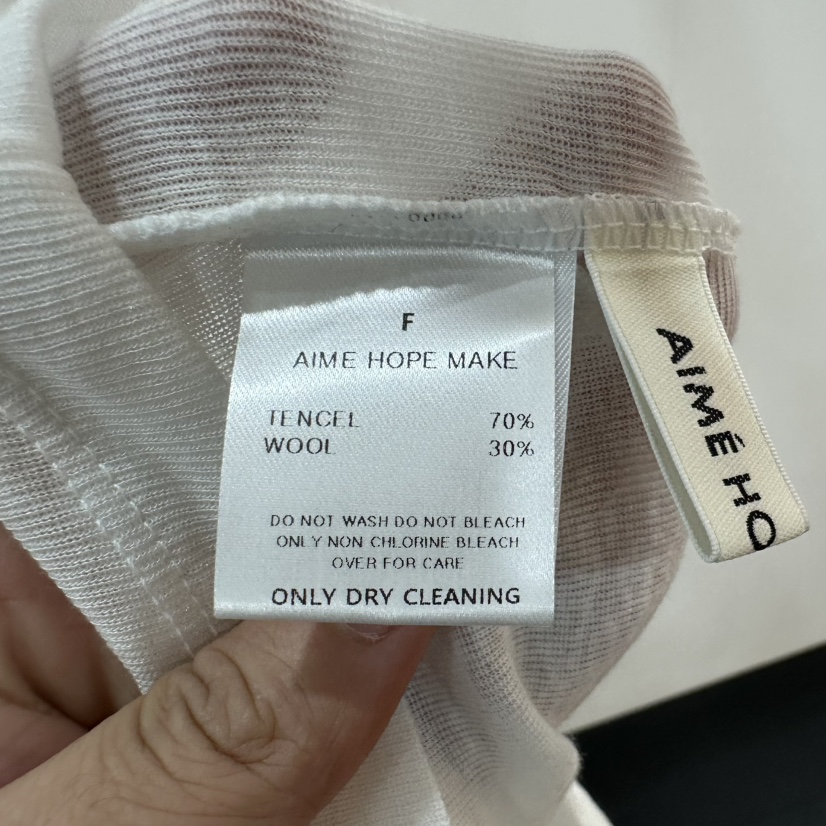 F
AIME HOPE MAKE
TENCEL 70%
WOOL 30%
DO NOT WASH DO NOT BLEACH
ONLY NON CHLORINE BLEACH
OVER FOR CARE
ONLY DRY CLEANING
AIMÉ HO